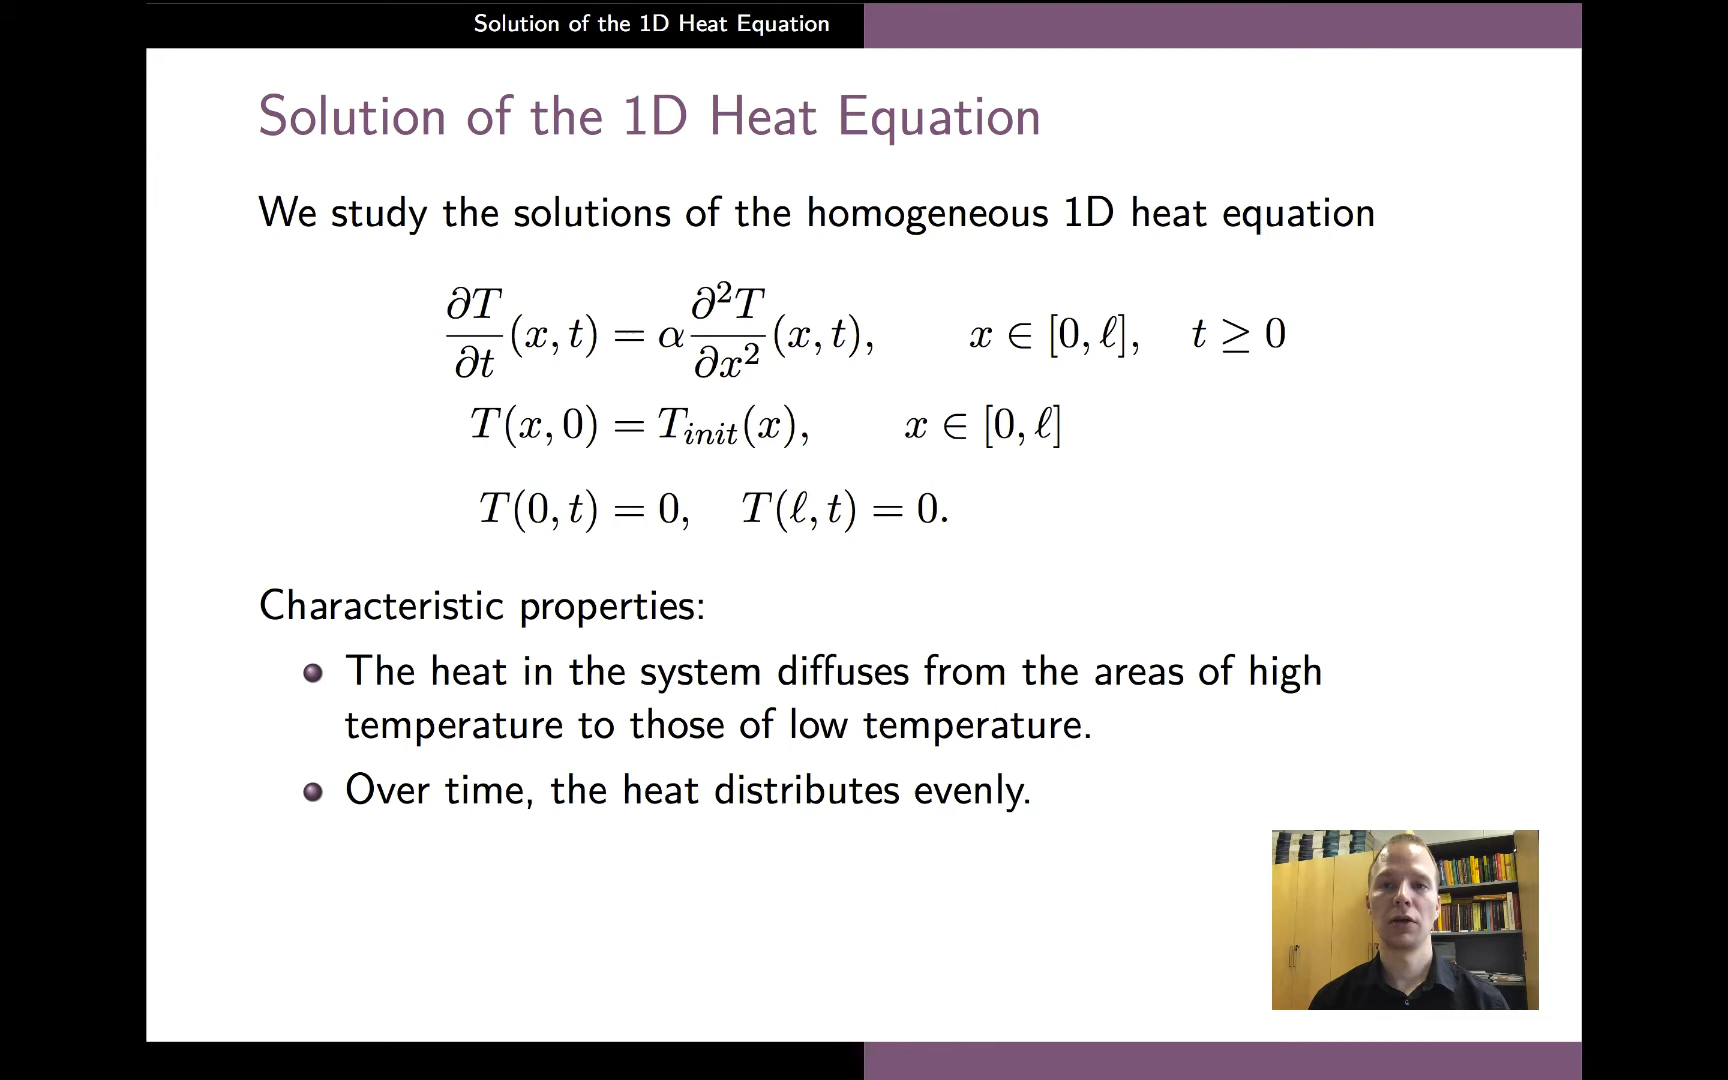 Solution of the 1D Heat Equation
Solution of the 1D Heat Equation
We study the solutions of the homogeneous 1D heat equation
∂T/∂t (x, t) = α ∂²T/∂x² (x, t), x ∈ [0, ℓ], t ≥ 0
T(x, 0) = T_init(x), x ∈ [0, ℓ]
T(0, t) = 0, T(ℓ, t) = 0.
Characteristic properties:
The heat in the system diffuses from the areas of high
temperature to those of low temperature.
Over time, the heat distributes evenly.